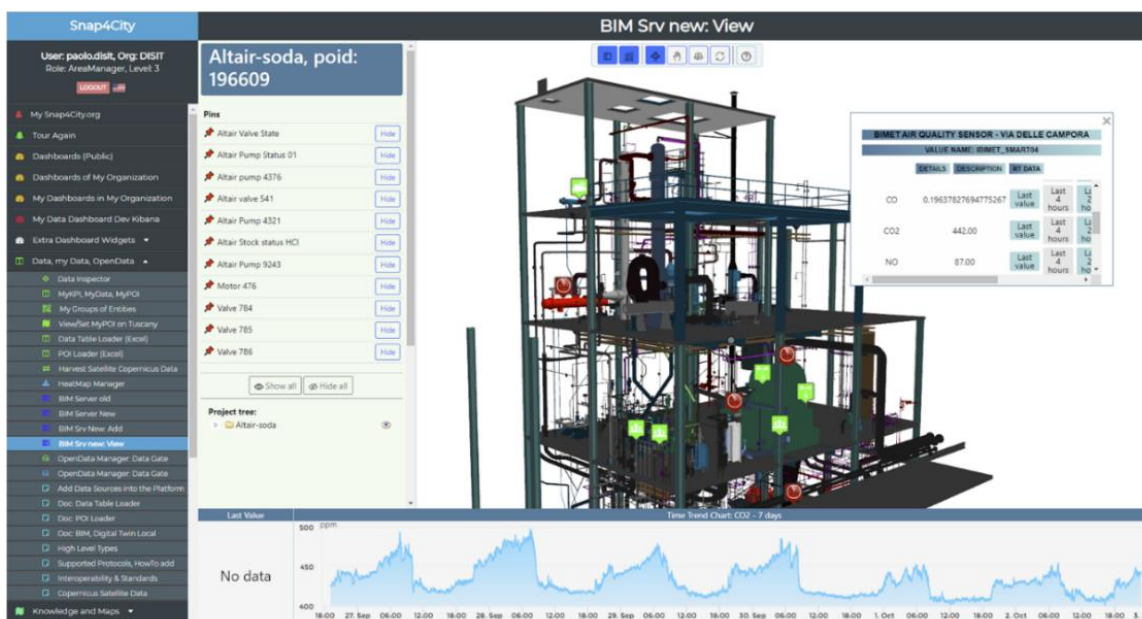 Snap4City
BIM Srv new: View
User: paolo.disit, Org: DISIT
Role: AreaManager, Level: 3
LOGOUT
My Snap4City.org
Tour Again
Dashboards (Public)
Dashboards of My Organization
My Dashboards in My Organization
My Data Dashboard Dev Kibana
Extra Dashboard Widgets
Data, my Data, OpenData
Data Inspector
MyKPI, MyData, MyPOI
My Groups of Entities
View/Set MyPOI on Tuscany
Data Table Loader (Excel)
POI Loader (Excel)
Harvest Satellite Copernicus Data
HeatMap Manager
BIM Server old
BIM Server New
BIM Srv New: Add
BIM Srv new: View
OpenData Manager: Data Gate
OpenData Manager: Data Gate
Add Data Sources into the Platform
Doc: Data Table Loader
Doc: POI Loader
Doc: BIM, Digital Twin Local
High Level Types
Supported Protocols, HowTo add
Interoperability & Standards
Copernicus Satellite Data
Knowledge and Maps
Altair-soda, poid:
196609
Pins
Altair Valve State Hide
Altair Pump Status 01 Hide
Altair pump 4376 Hide
Altair valve 541 Hide
Altair Pump 4321 Hide
Altair Stock status HCl Hide
Altair Pump 9243 Hide
Motor 476 Hide
Valve 784 Hide
Valve 785 Hide
Valve 786 Hide
Show all Hide all
Project tree:
Altair-soda
BIMET AIR QUALITY SENSOR - VIA DELLE CAMPORA
VALUE NAME: IBIMET_SMART04
DETAILS DESCRIPTION RT DATA
CO 0.19637827694775267 Last value Last 4 hours
CO2 442.00 Last value Last 4 hours
NO 87.00 Last value Last 4 hours
Last Value
Time Trend Chart: CO2 - 7 days
No data
ppm
500
450
400
18:00 27. Sep 06:00 12:00 18:00 28. Sep 06:00 12:00 18:00 29. Sep 06:00 12:00 18:00 30. Sep 06:00 12:00 18:00 1. Oct 06:00 12:00 18:00 2. Oct 06:00 12:00 18:00 3.